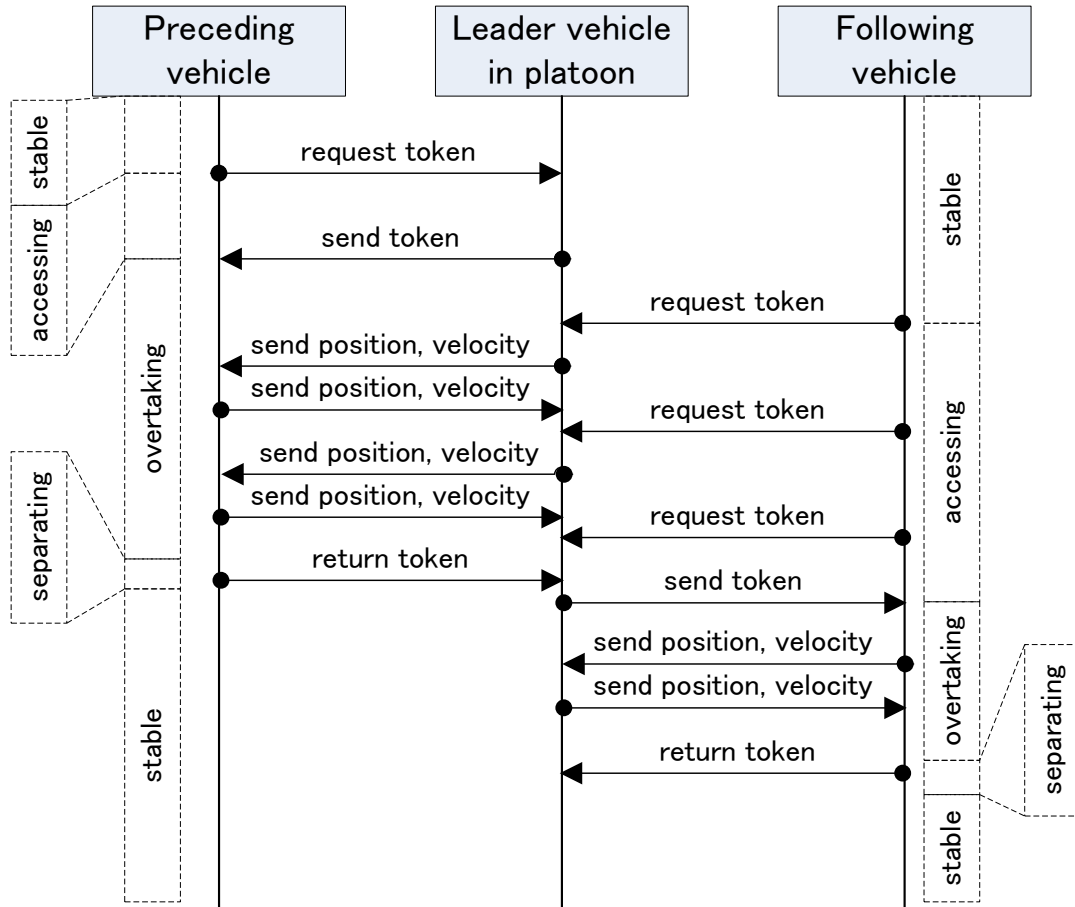 Preceding
vehicle
Leader vehicle
in platoon
Following
vehicle
stable
request token
stable
accessing
send token
request token
send position, velocity
send position, velocity
request token
overtaking
accessing
send position, velocity
send position, velocity
request token
separating
return token
send token
send position, velocity
overtaking
send position, velocity
separating
stable
return token
stable